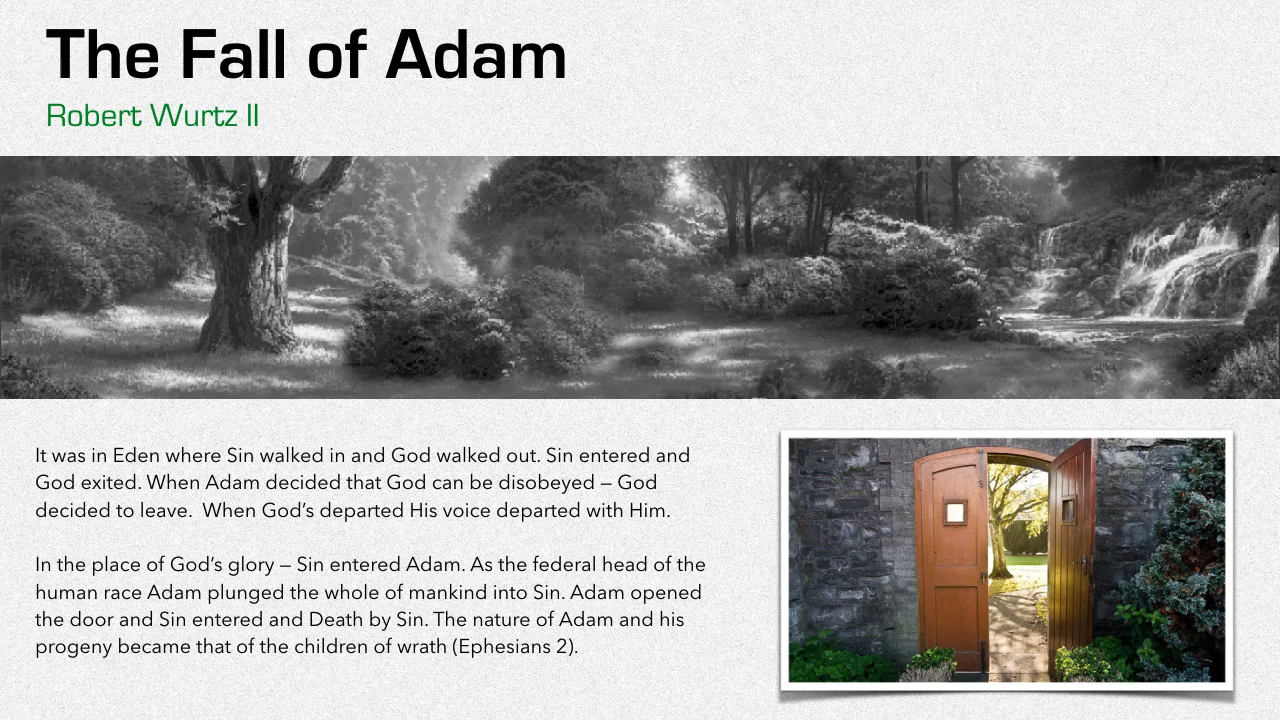 The Fall of Adam
Robert Wurtz II
It was in Eden where Sin walked in and God walked out. Sin entered and
God exited. When Adam decided that God can be disobeyed – God
decided to leave.  When God’s departed His voice departed with Him.
In the place of God’s glory – Sin entered Adam. As the federal head of the
human race Adam plunged the whole of mankind into Sin. Adam opened
the door and Sin entered and Death by Sin. The nature of Adam and his
progeny became that of the children of wrath (Ephesians 2).